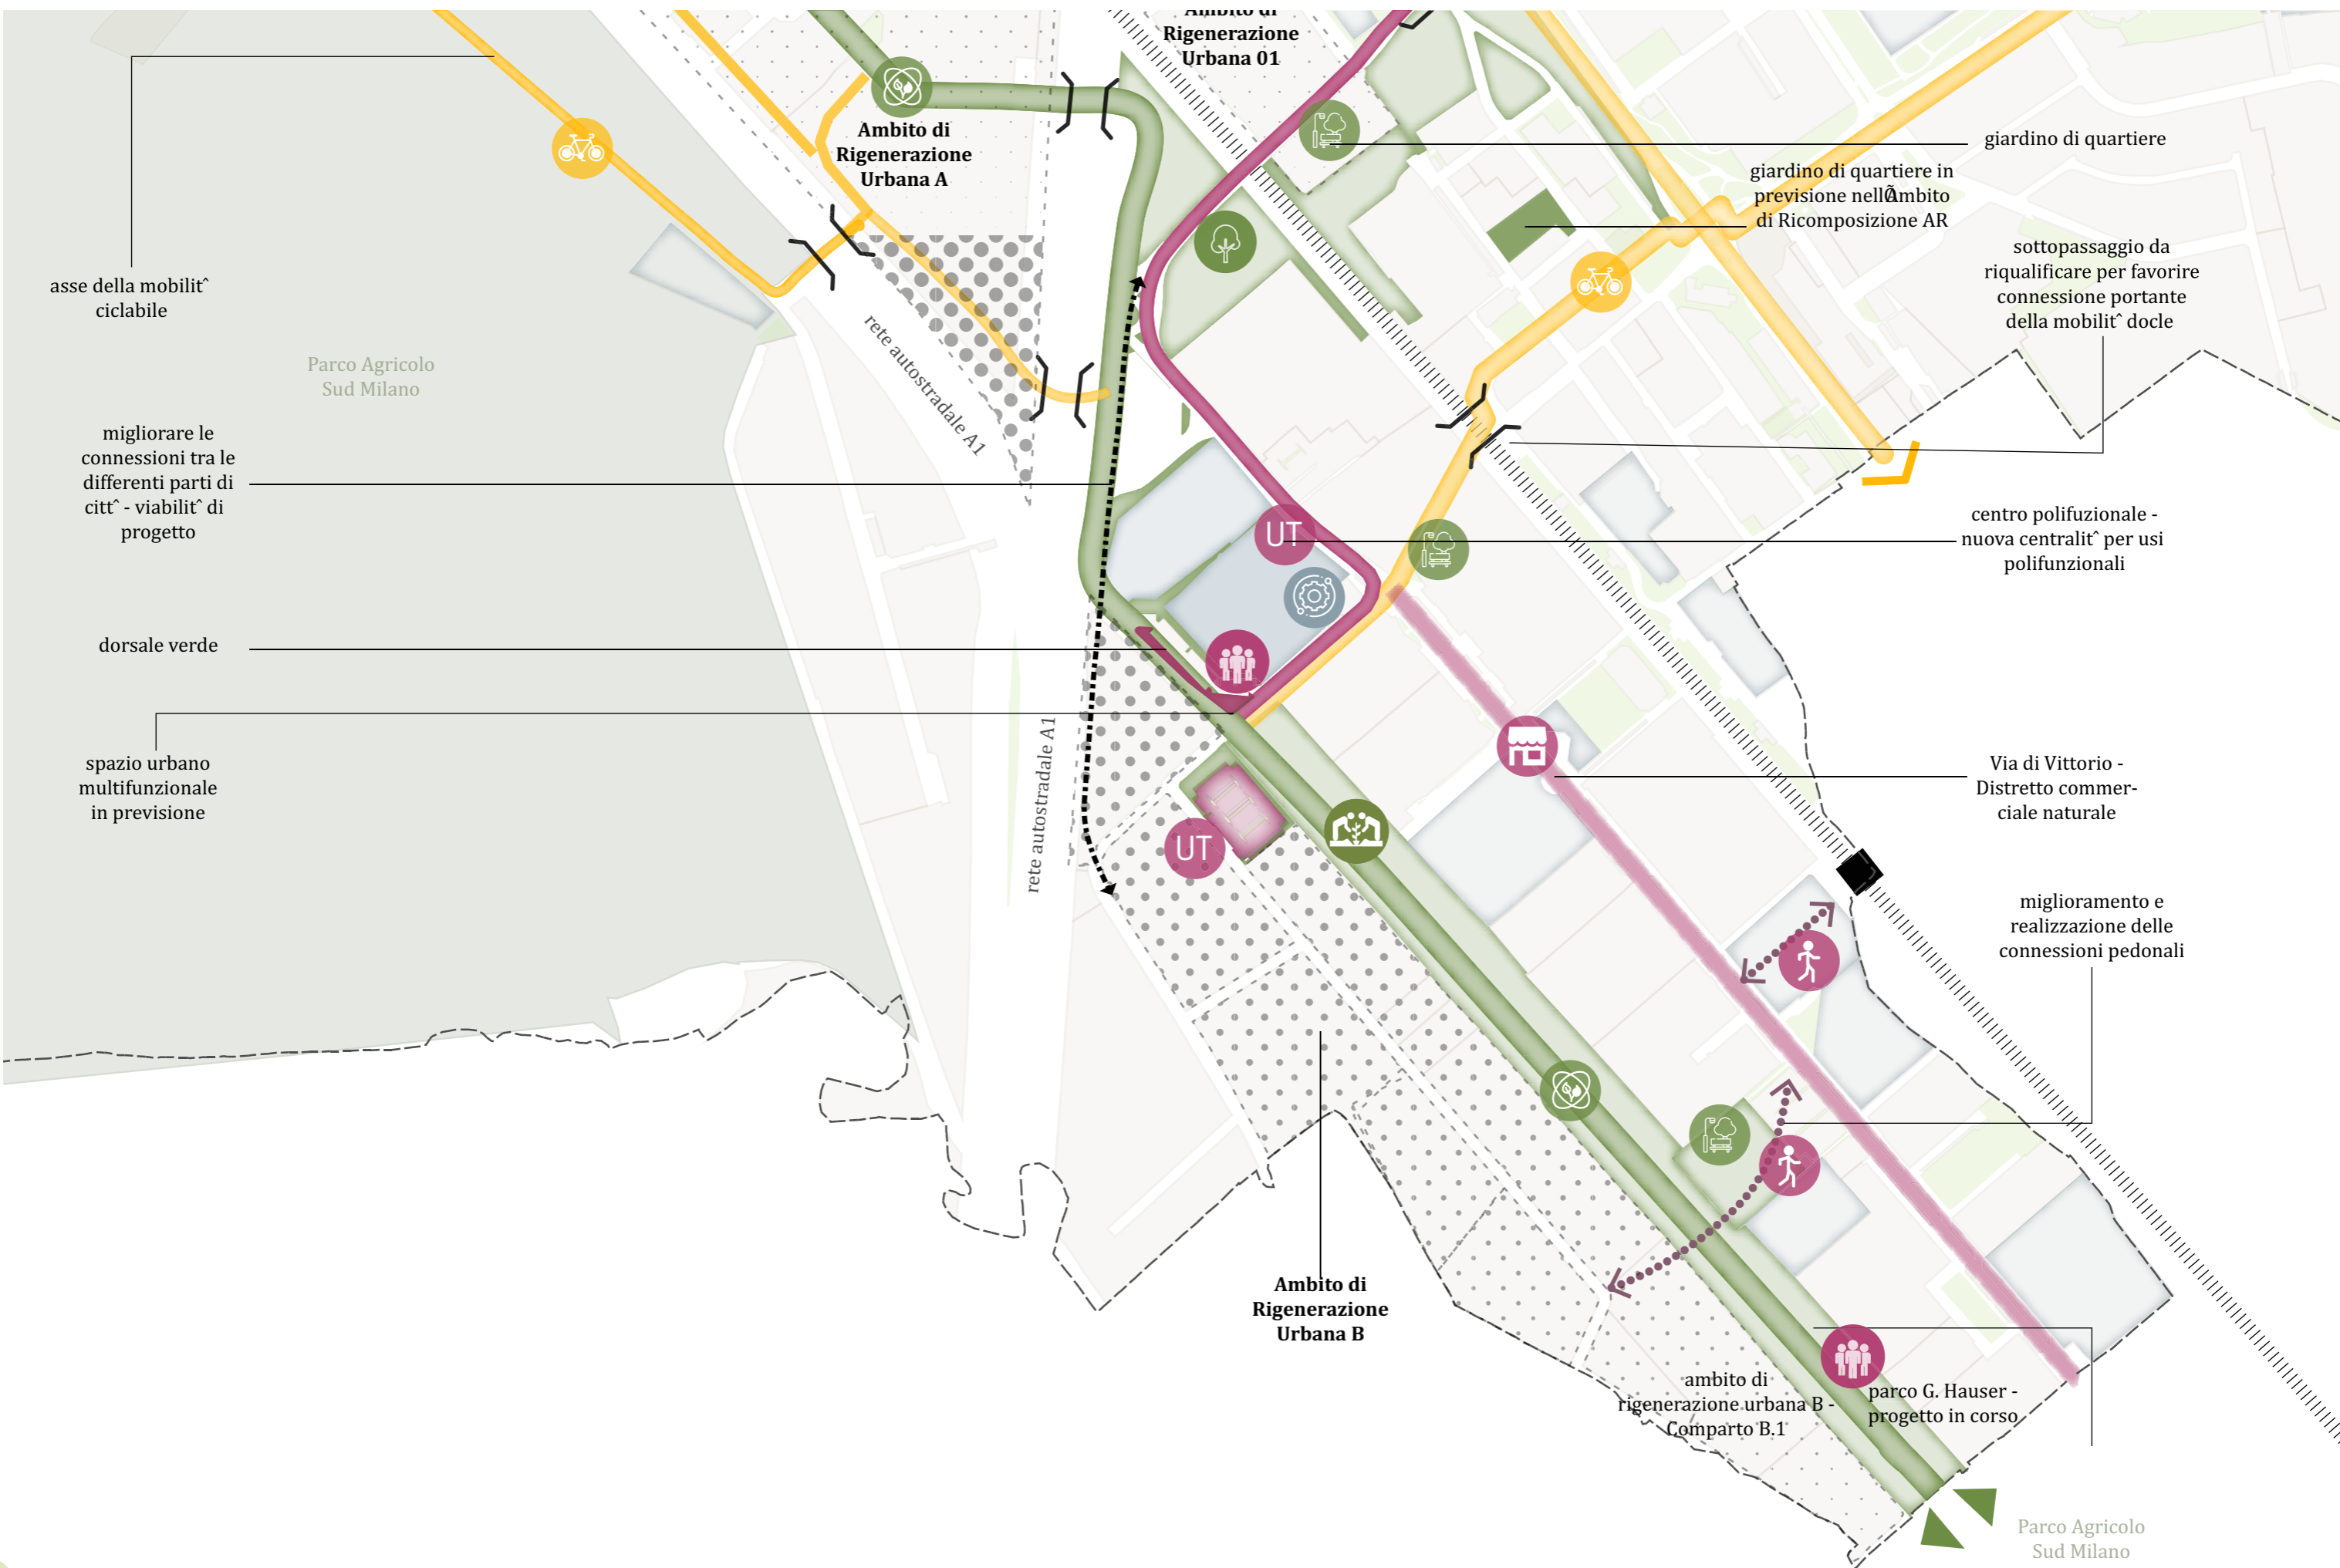 Ambito di
Rigenerazione
Urbana 01
Ambito di
Rigenerazione
Urbana A
giardino di quartiere
giardino di quartiere in
previsione nellÕAmbito
di Ricomposizione AR
sottopassaggio da
riqualificare per favorire
connessione portante
della mobilitˆ docle
asse della mobilitˆ
ciclabile
Parco Agricolo
Sud Milano
rete autostradale A1
migliorare le
connessioni tra le
differenti parti di
cittˆ - viabilitˆ di
progetto
UT
centro polifuzionale -
nuova centralitˆ per usi
polifunzionali
dorsale verde
rete autostradale A1
spazio urbano
multifunzionale
in previsione
Via di Vittorio -
Distretto commer-
ciale naturale
UT
miglioramento e
realizzazione delle
connessioni pedonali
Ambito di
Rigenerazione
Urbana B
ambito di
rigenerazione urbana B -
Comparto B.1
parco G. Hauser -
progetto in corso
Parco Agricolo
Sud Milano